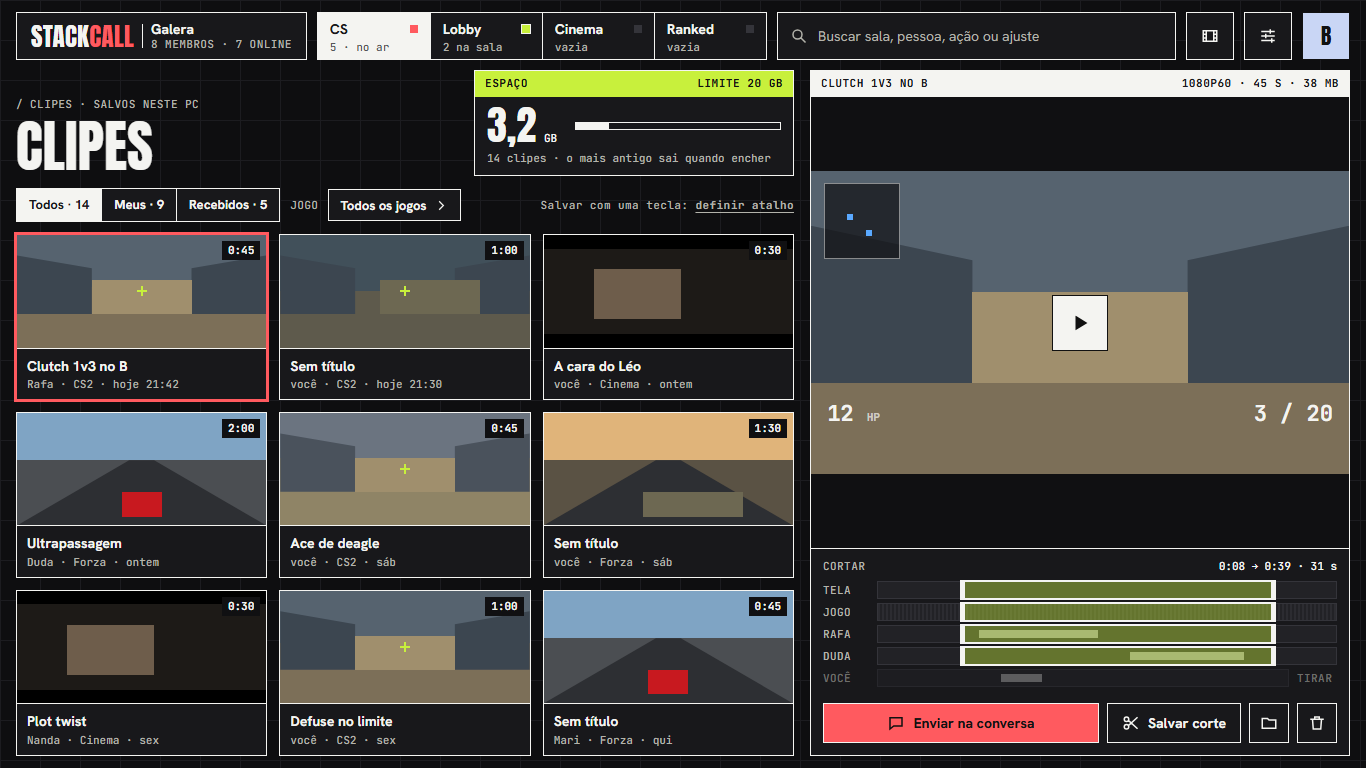 STACKCALL
Galera
8 MEMBROS · 7 ONLINE
CS
5 · no ar
Lobby
2 na sala
Cinema
vazia
Ranked
vazia
Buscar sala, pessoa, ação ou ajuste
B
/ CLIPES · SALVOS NESTE PC
CLIPES
ESPAÇO
LIMITE 20 GB
3,2 GB
14 clipes · o mais antigo sai quando encher
Todos · 14
Meus · 9
Recebidos · 5
JOGO
Todos os jogos
Salvar com uma tecla: definir atalho
0:45
Clutch 1v3 no B
Rafa · CS2 · hoje 21:42
1:00
Sem título
você · CS2 · hoje 21:30
0:30
A cara do Léo
você · Cinema · ontem
2:00
Ultrapassagem
Duda · Forza · ontem
0:45
Ace de deagle
você · CS2 · sáb
1:30
Sem título
você · Forza · sáb
0:30
Plot twist
Nanda · Cinema · sex
1:00
Defuse no limite
você · CS2 · sex
0:45
Sem título
Mari · Forza · qui
CLUTCH 1V3 NO B
1080P60 · 45 S · 38 MB
12 HP
3 / 20
CORTAR
0:08 → 0:39 · 31 s
TELA
JOGO
RAFA
DUDA
VOCÊ
TIRAR
Enviar na conversa
Salvar corte